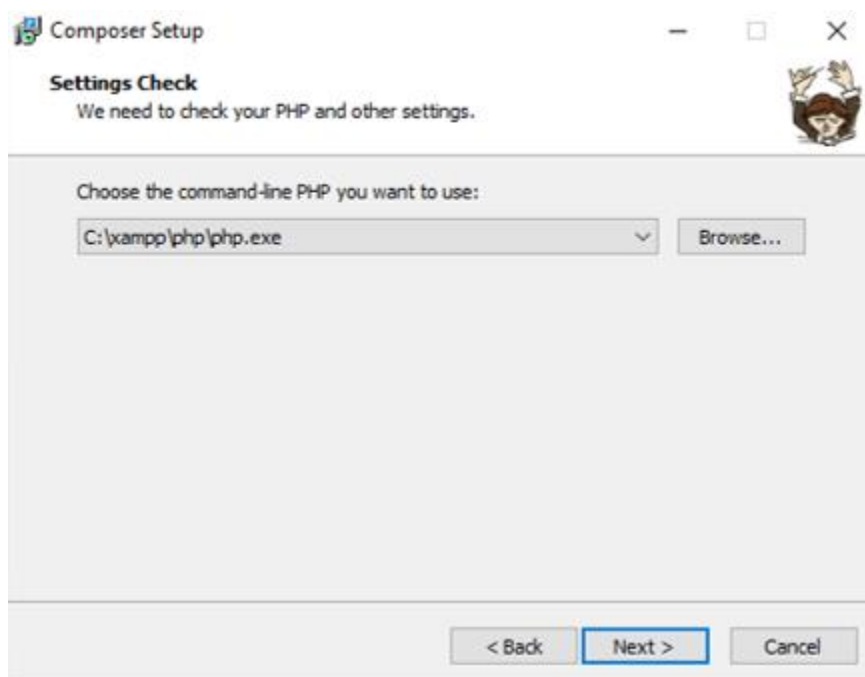 Composer Setup
Settings Check
We need to check your PHP and other settings.
Choose the command-line PHP you want to use:
C:\xampp\php\php.exe
Browse...
< Back
Next >
Cancel